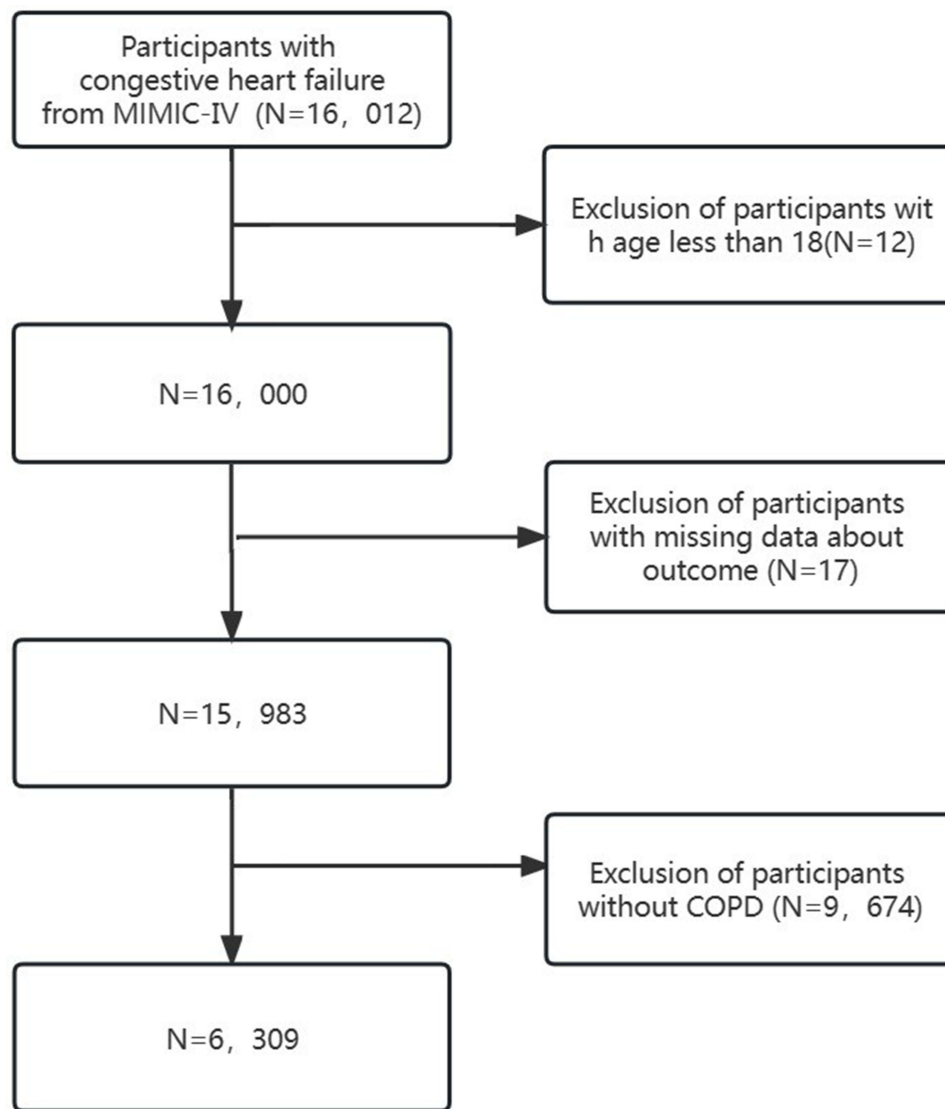 Participants with
congestive heart failure
from MIMIC-IV (N=16, 012)
Exclusion of participants wit
h age less than 18(N=12)
N=16, 000
Exclusion of participants
with missing data about
outcome (N=17)
N=15, 983
Exclusion of participants
without COPD (N=9, 674)
N=6, 309